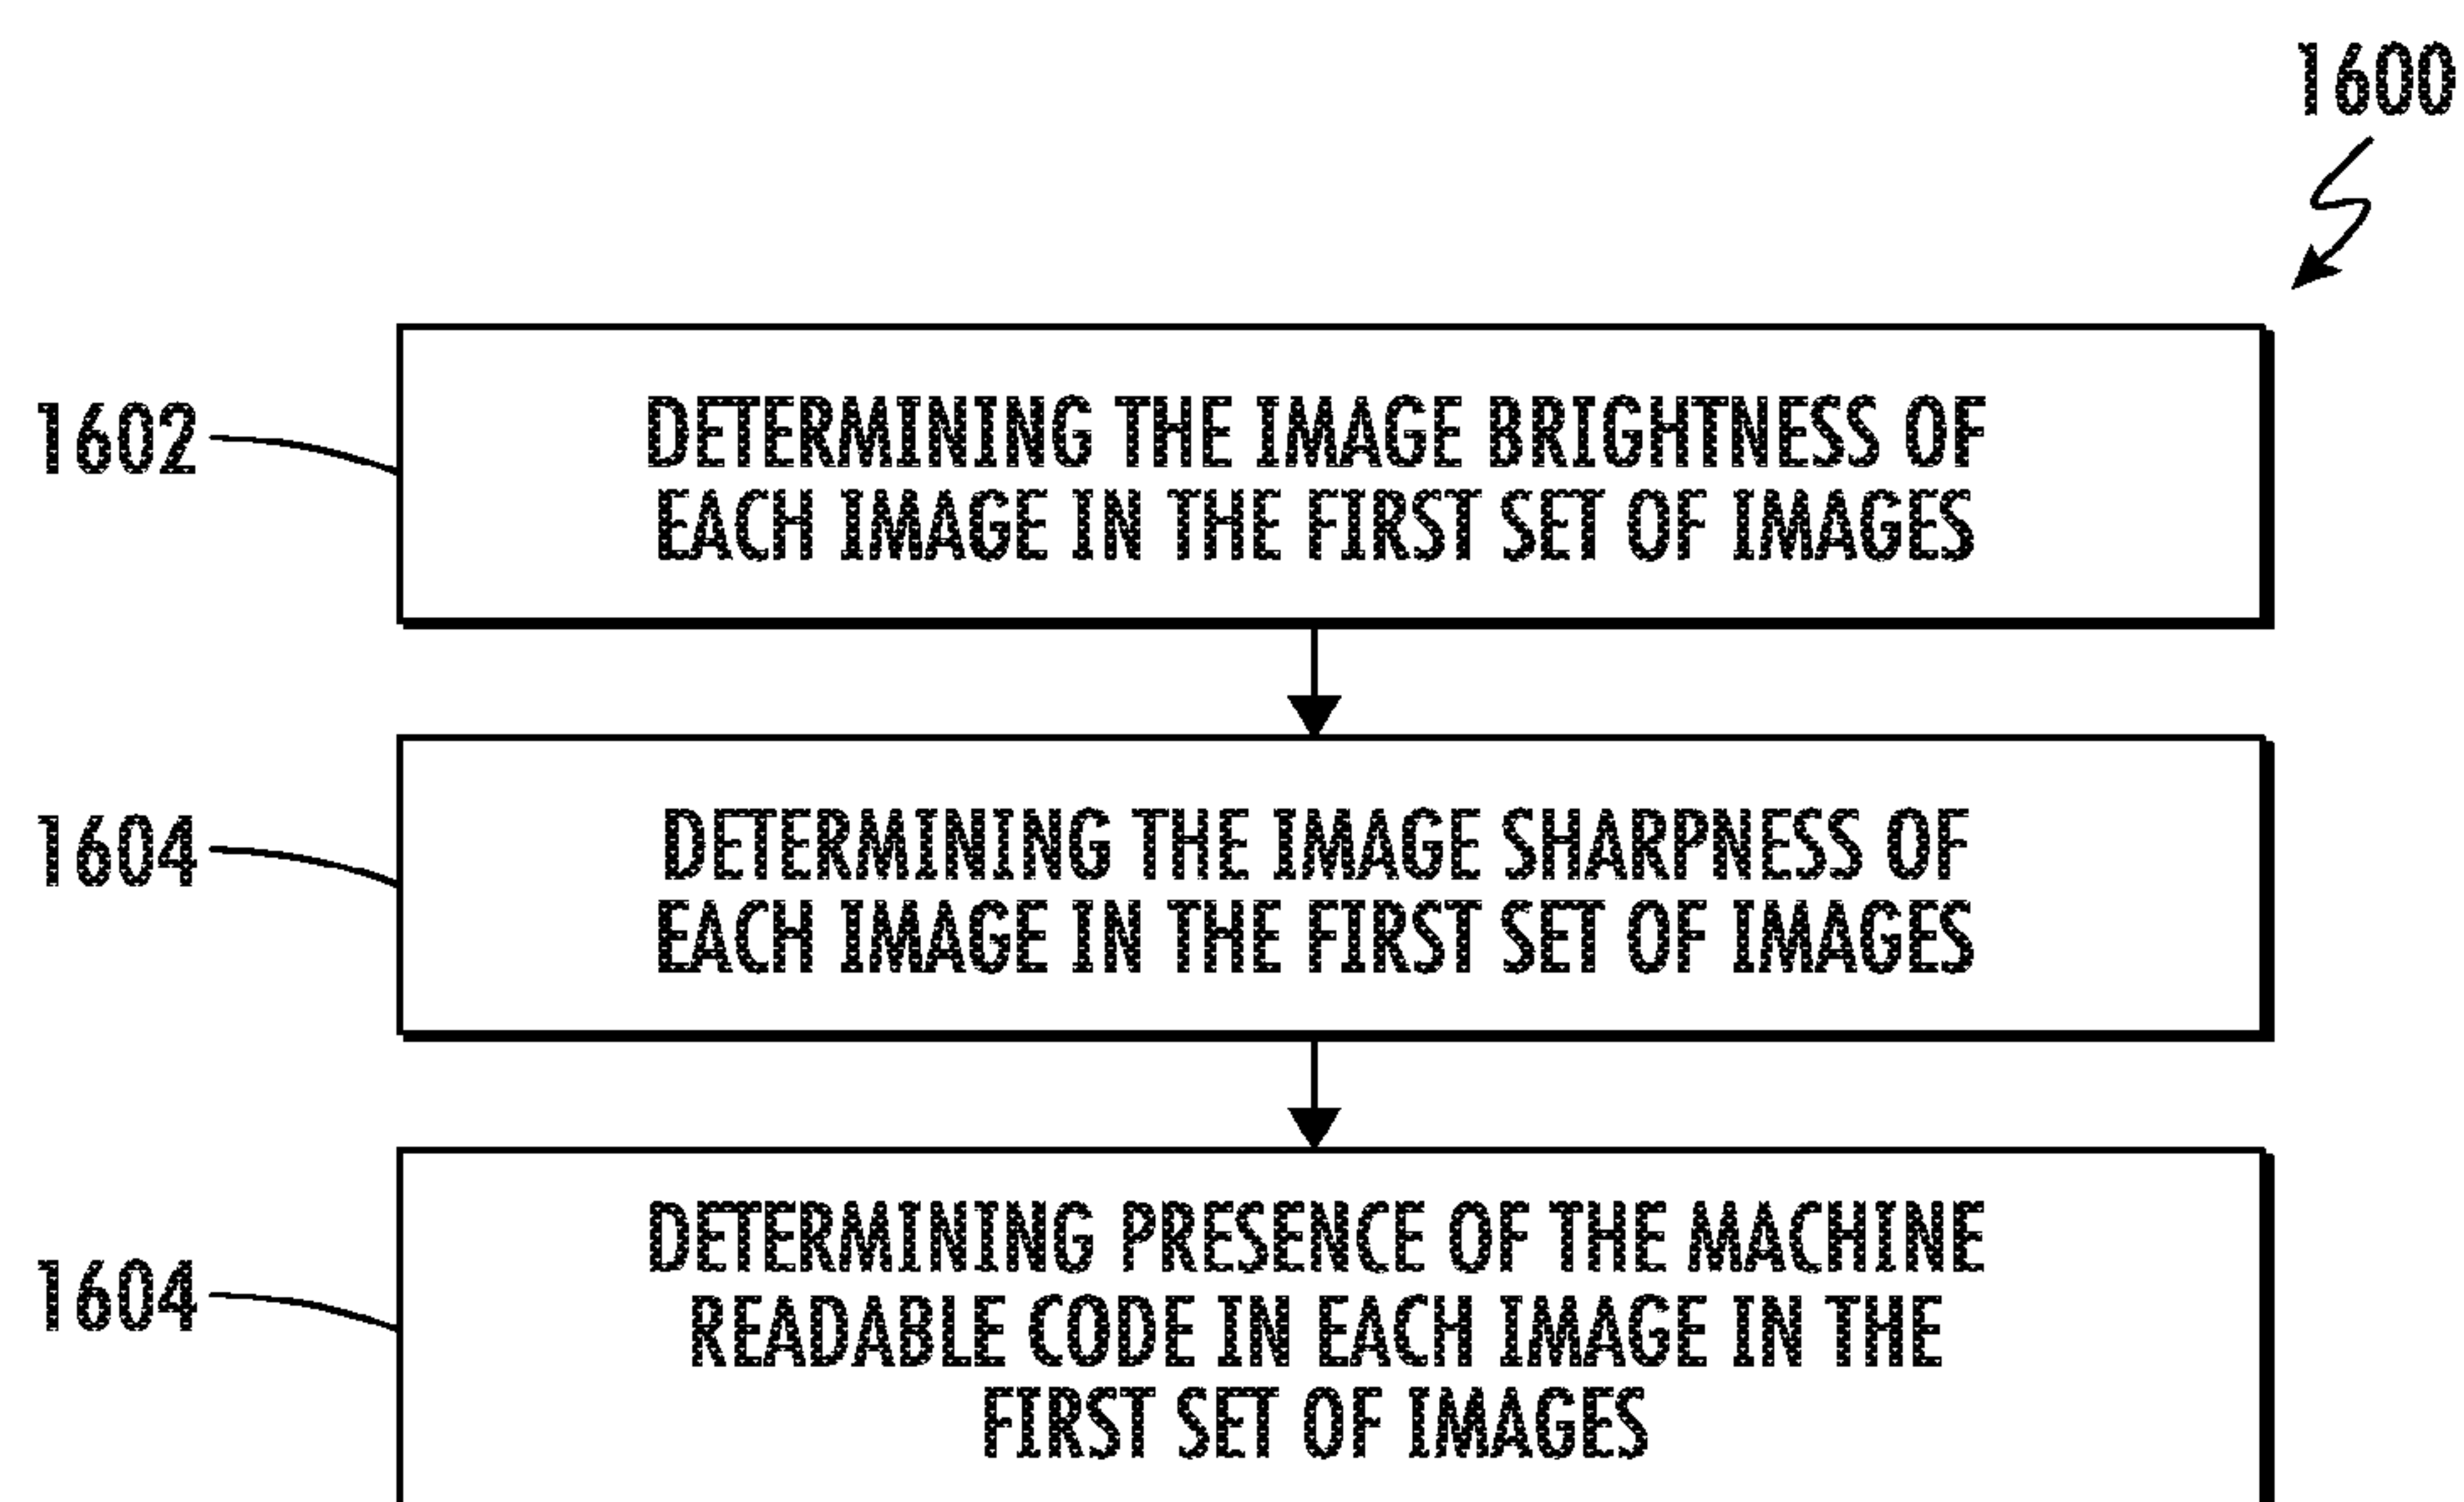 1600
1602
DETERMINING THE IMAGE BRIGHTNESS OF
EACH IMAGE IN THE FIRST SET OF IMAGES
1604
DETERMINING THE IMAGE SHARPNESS OF
EACH IMAGE IN THE FIRST SET OF IMAGES
1604
DETERMINING PRESENCE OF THE MACHINE
READABLE CODE IN EACH IMAGE IN THE
FIRST SET OF IMAGES